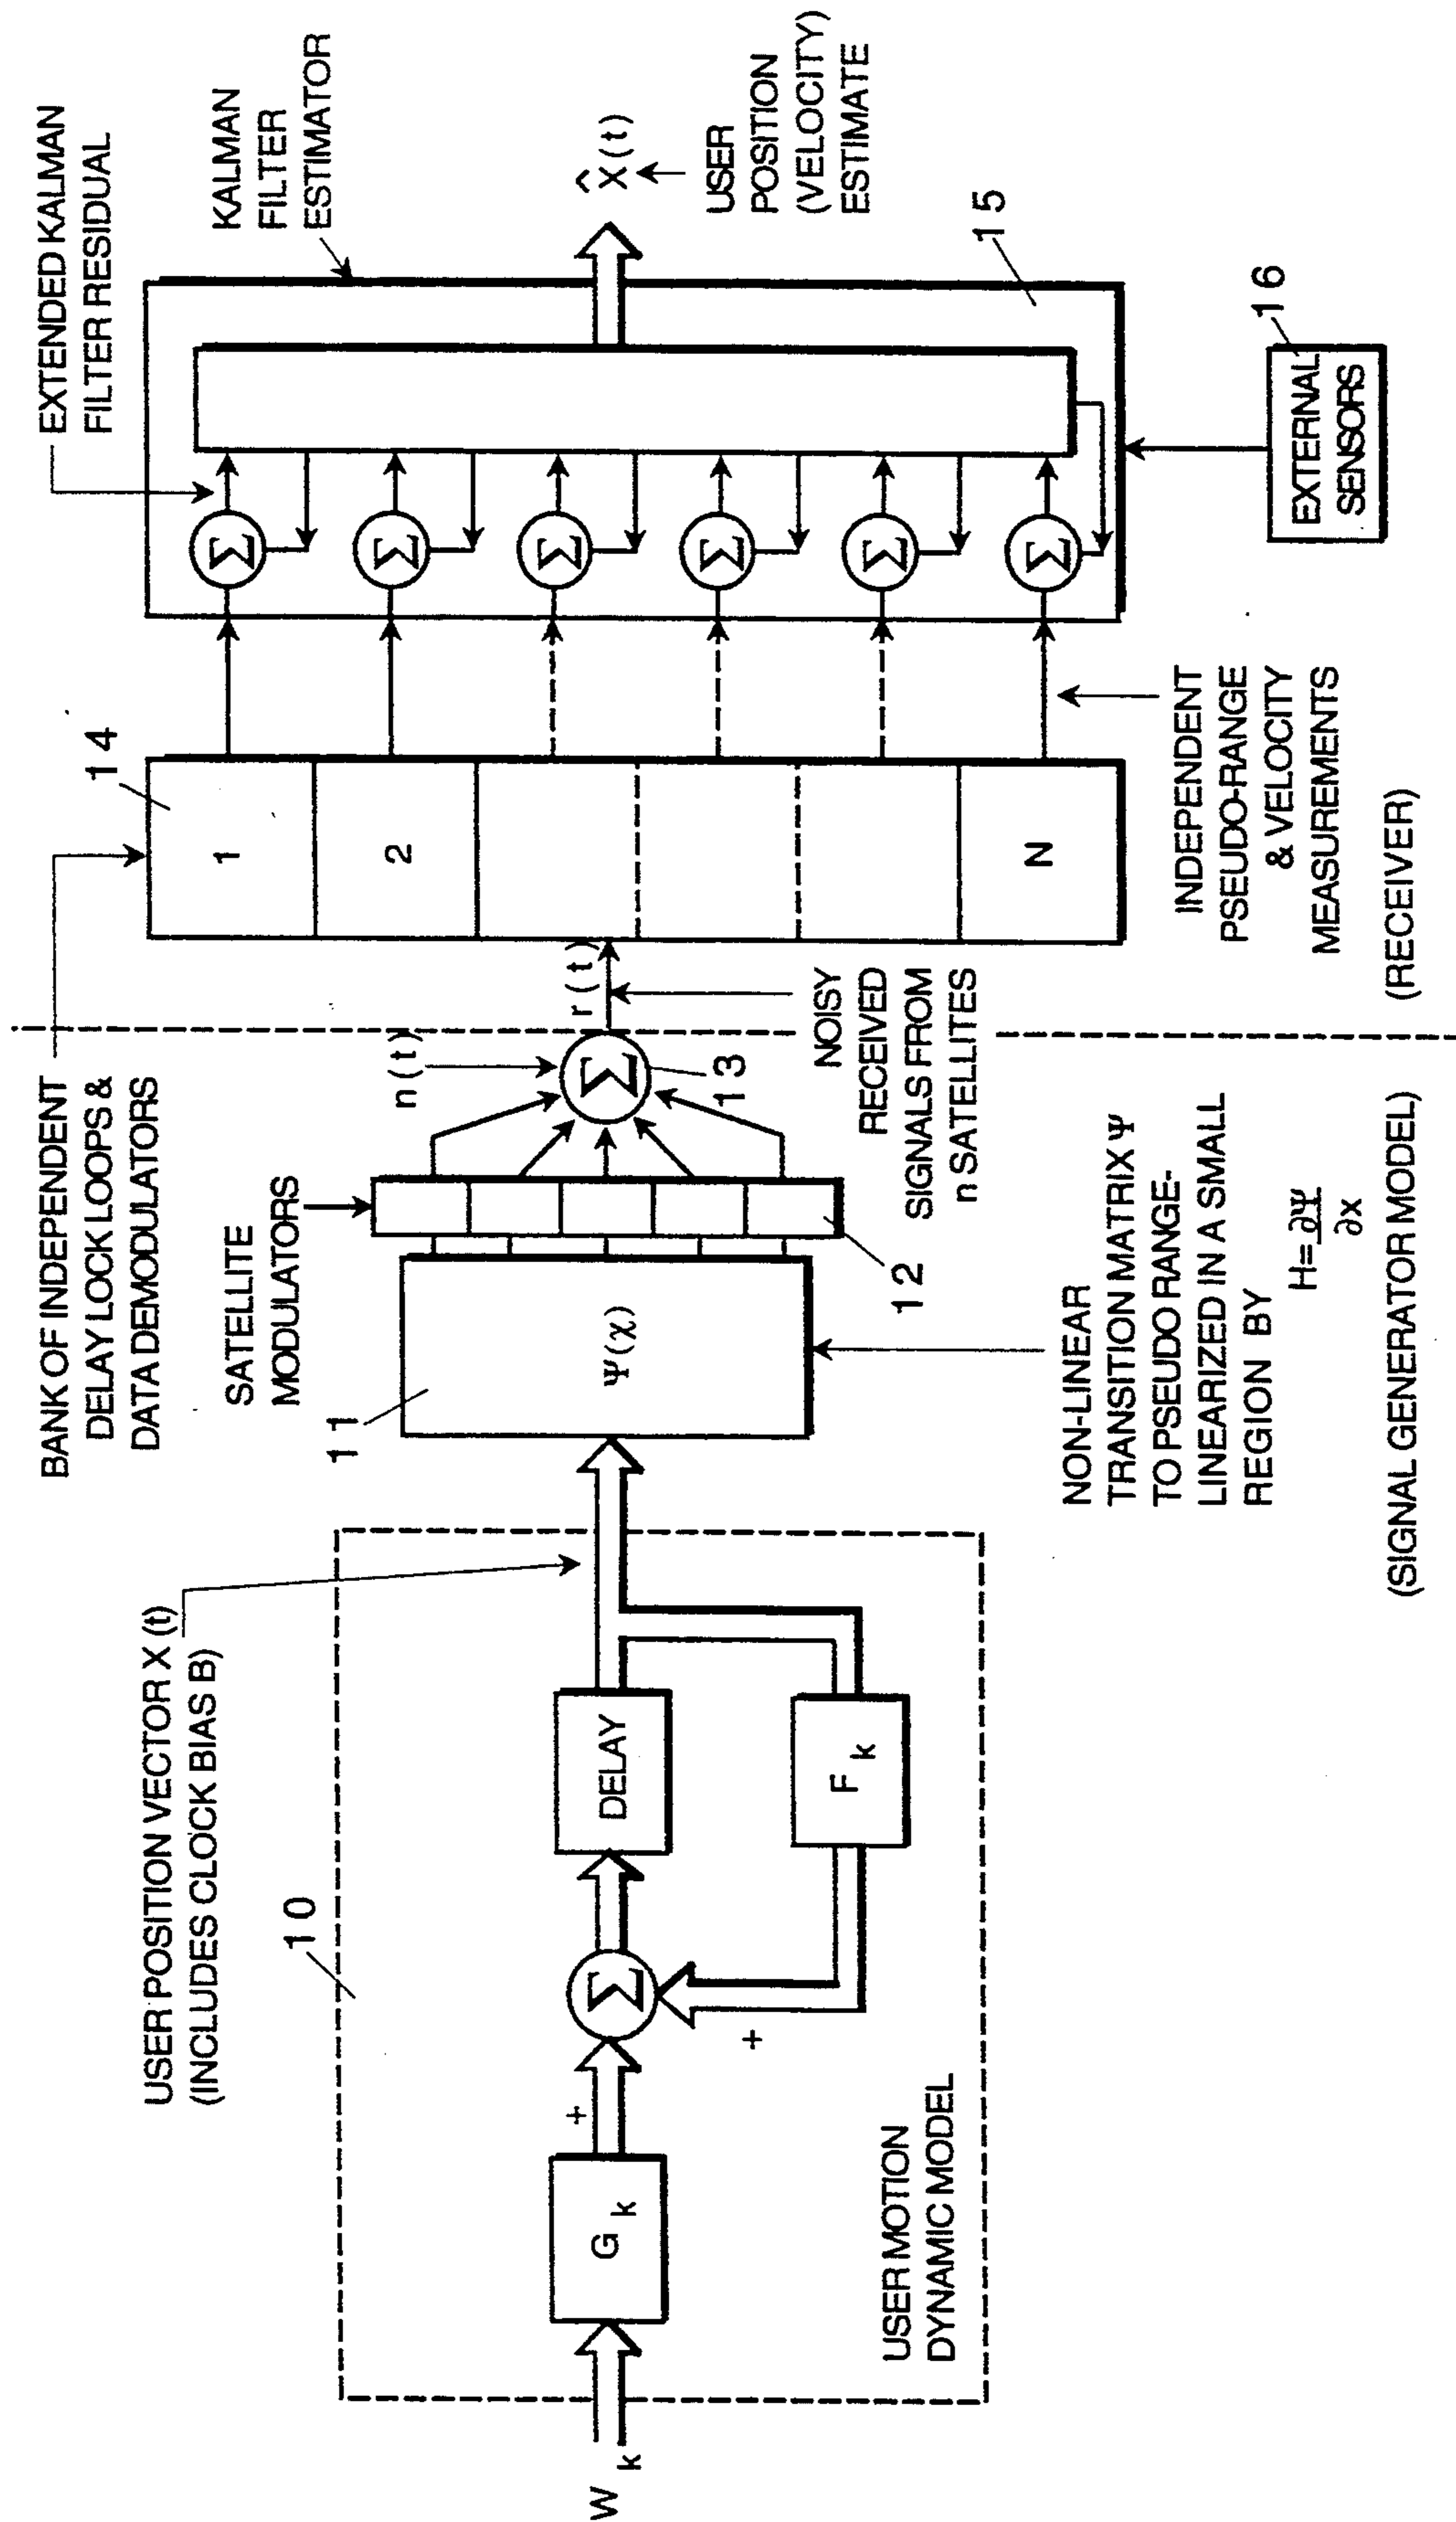 BANK OF INDEPENDENT
DELAY LOCK LOOPS &
DATA DEMODULATORS
EXTENDED KALMAN
FILTER RESIDUAL
USER POSITION VECTOR X (t)
(INCLUDES CLOCK BIAS B)
SATELLITE
MODULATORS
KALMAN
FILTER
ESTIMATOR
10
11
n(t)
14
1
2
N
W k
G k
+
Σ
+
DELAY
F k
Ψ(χ)
12
Σ
13
r(t)
Σ
Σ
Σ
Σ
Σ
Σ
X̂(t)
USER
POSITION
(VELOCITY)
ESTIMATE
15
16
EXTERNAL
SENSORS
USER MOTION
DYNAMIC MODEL
NOISY
RECEIVED
SIGNALS FROM
n SATELLITES
NON-LINEAR
TRANSITION MATRIX Ψ
TO PSEUDO RANGE-
LINEARIZED IN A SMALL
REGION BY
H=∂Ψ/∂x
INDEPENDENT
PSEUDO-RANGE
& VELOCITY
MEASUREMENTS
(SIGNAL GENERATOR MODEL)
(RECEIVER)